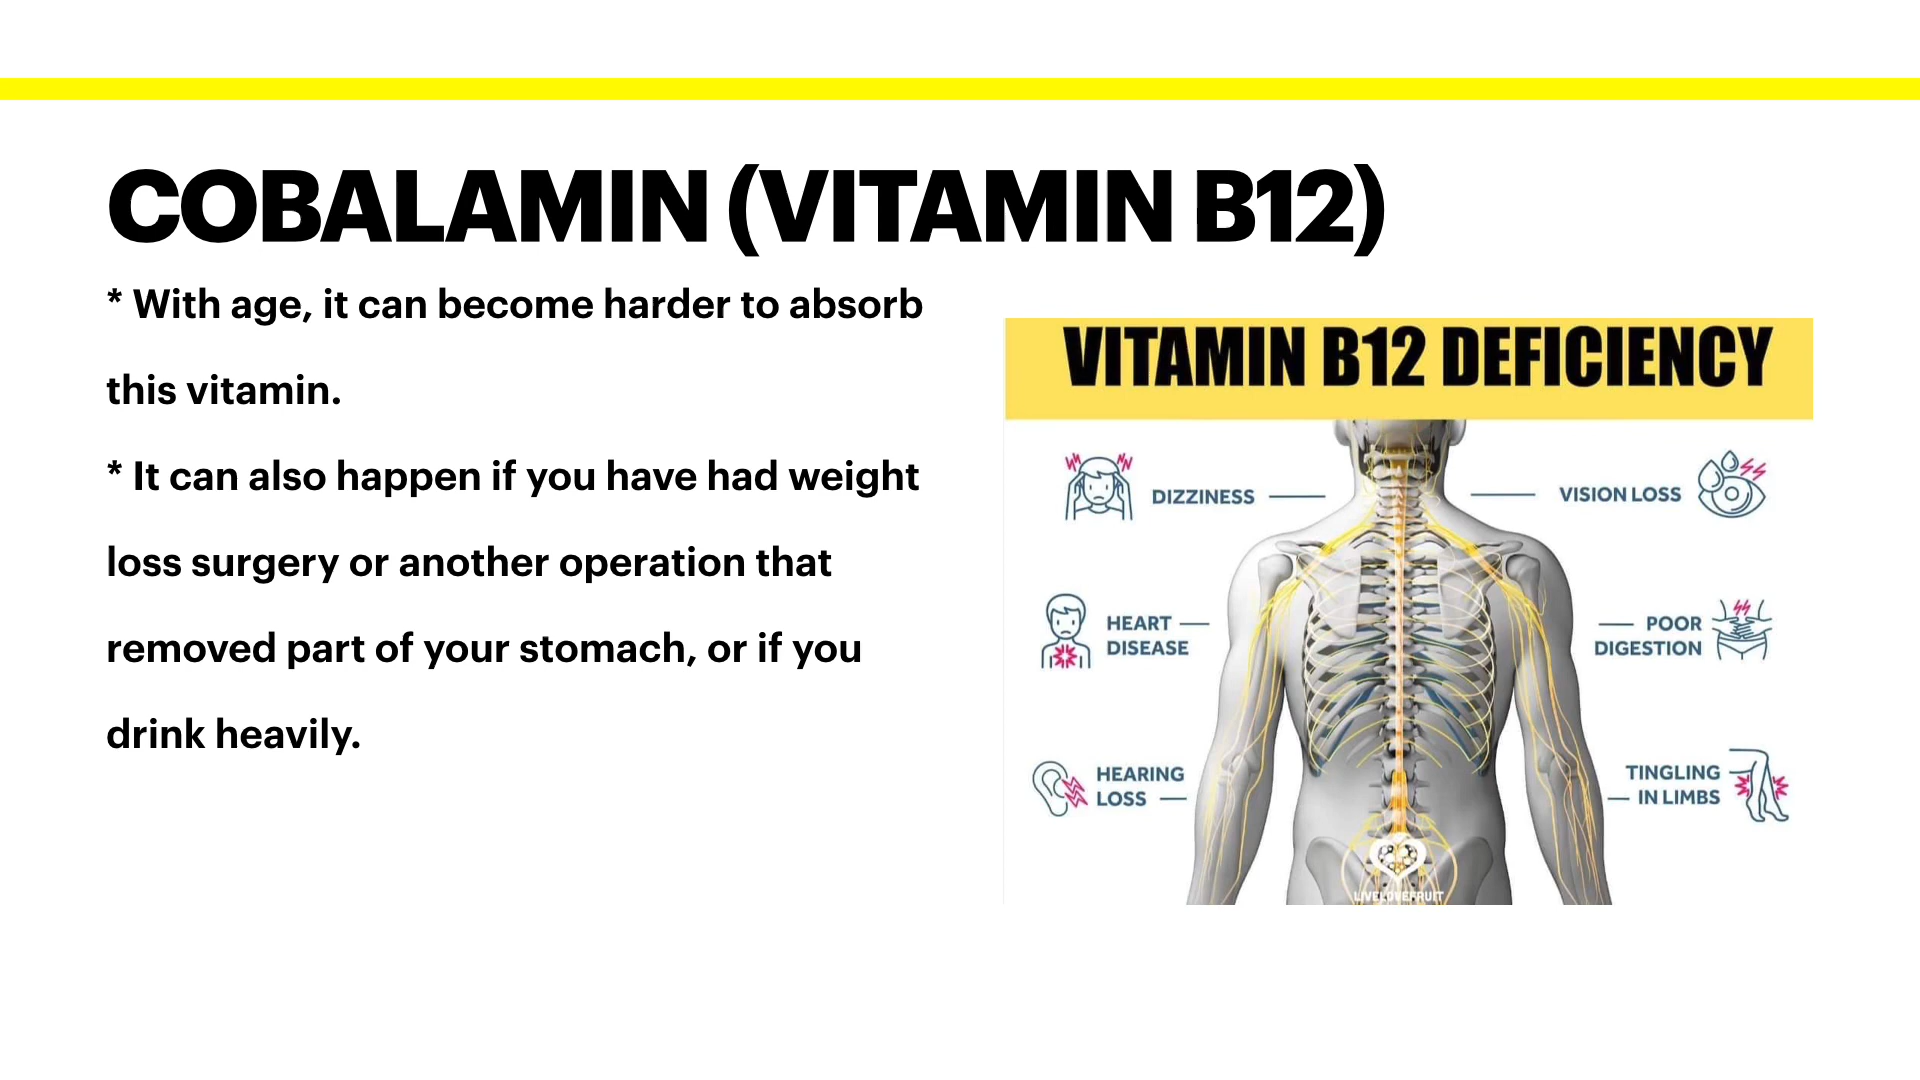 COBALAMIN (VITAMIN B12)
* With age, it can become harder to absorb
this vitamin.
* It can also happen if you have had weight
loss surgery or another operation that
removed part of your stomach, or if you
drink heavily.
VITAMIN B12 DEFICIENCY
DIZZINESS
VISION LOSS
HEART
DISEASE
POOR
DIGESTION
HEARING
LOSS
TINGLING
IN LIMBS
LIVELOVEFRUIT